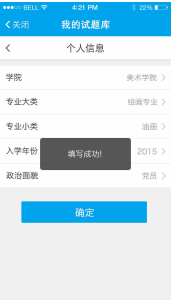 ●●●○○ BELL 4:21 PM 22%
关闭 我的试题库
个人信息
学院 美术学院
专业大类 绘画专业
专业小类 油画
入学年份 2015
填写成功!
政治面貌 党员
确定